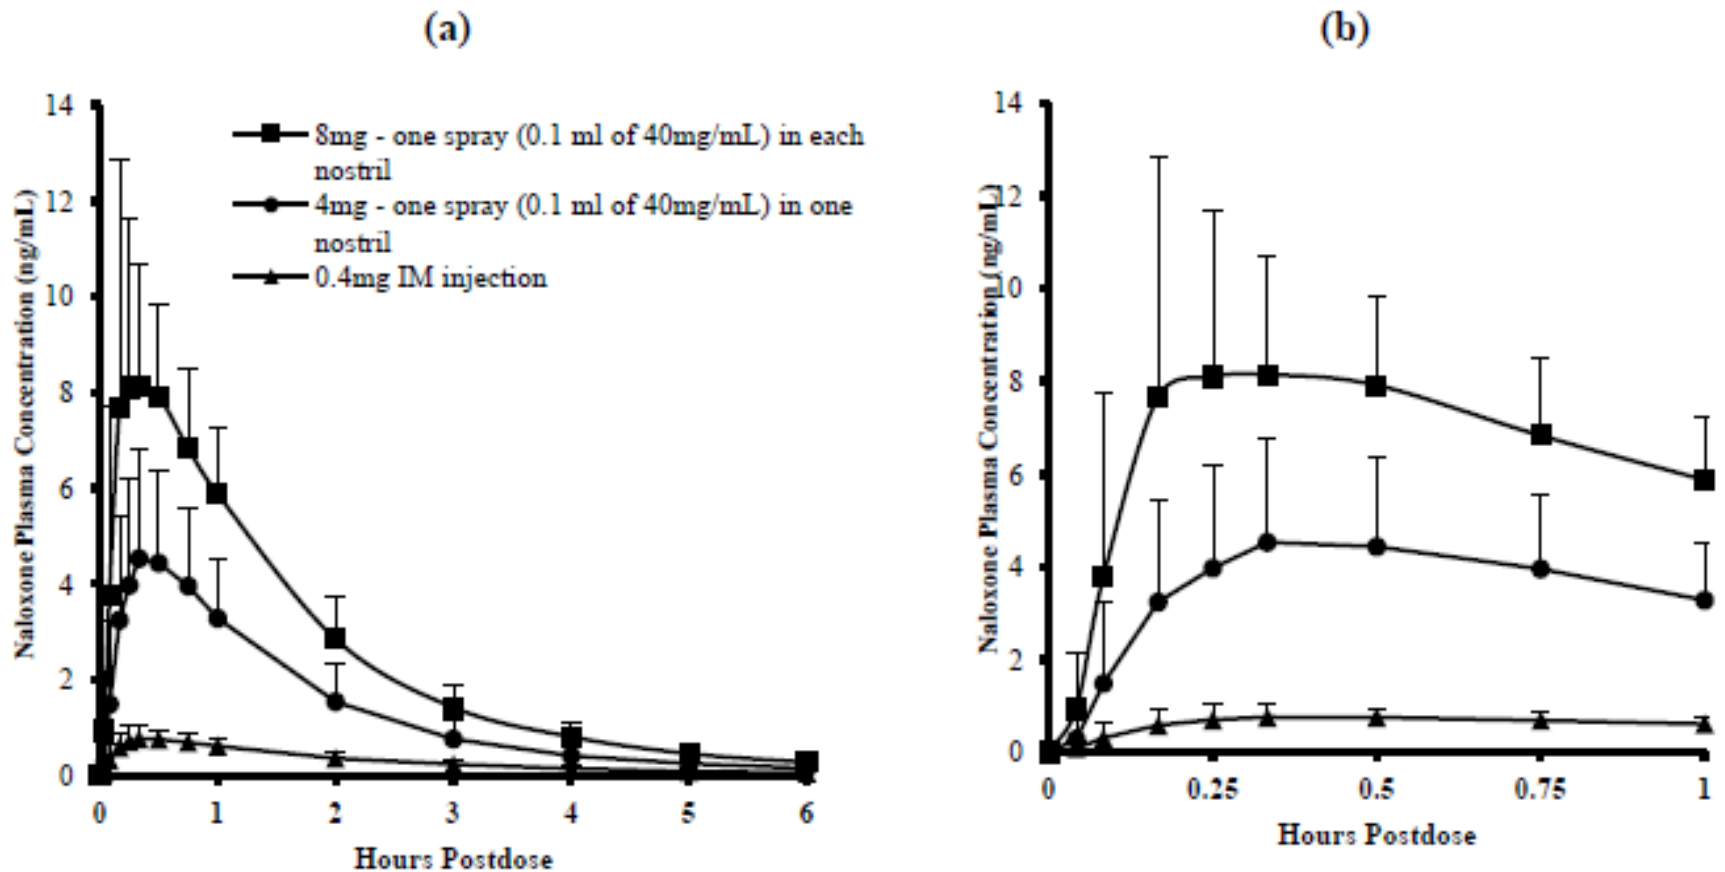 (a)
14
12
10
8
6
4
2
0
Naloxone Plasma Concentration (ng/mL)
8mg - one spray (0.1 ml of 40mg/mL) in each
nostril
4mg - one spray (0.1 ml of 40mg/mL) in one
nostril
0.4mg IM injection
0 1 2 3 4 5 6
Hours Postdose
(b)
14
12
10
8
6
4
2
0
Naloxone Plasma Concentration (ng/mL)
0 0.25 0.5 0.75 1
Hours Postdose